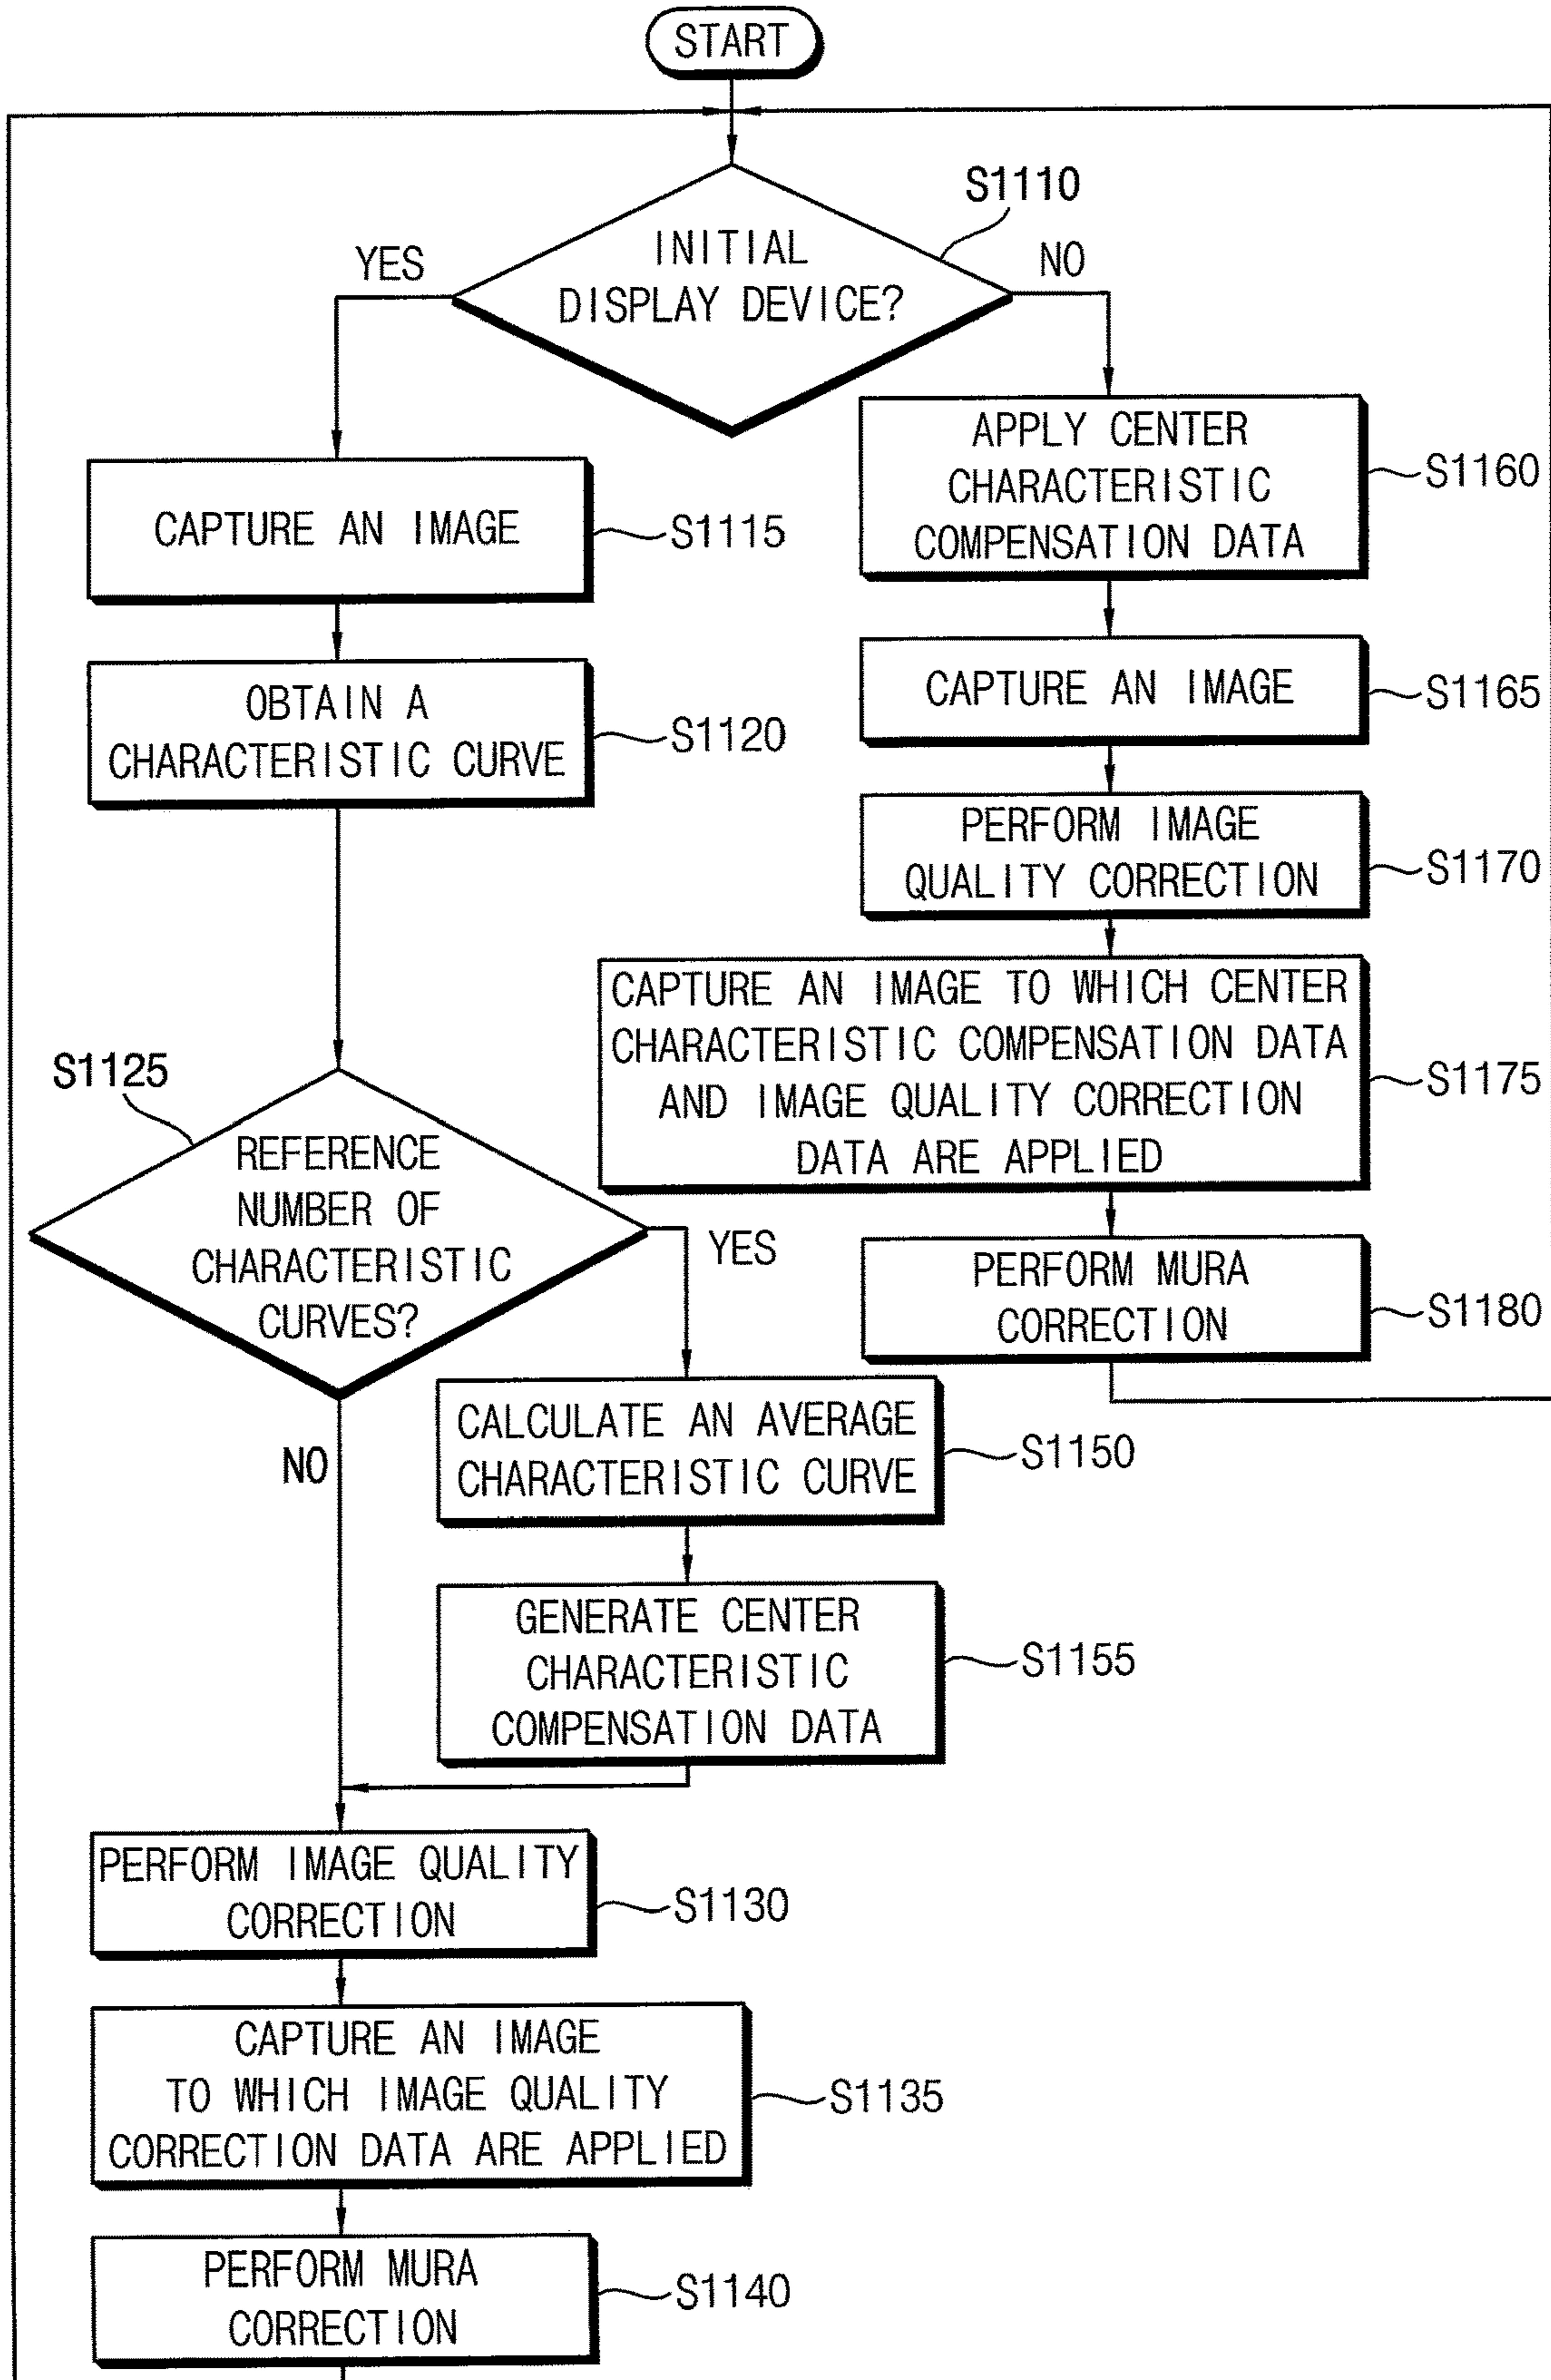 START
S1110
INITIAL
DISPLAY DEVICE?
YES
NO
CAPTURE AN IMAGE
S1115
OBTAIN A
CHARACTERISTIC CURVE
S1120
S1125
REFERENCE
NUMBER OF
CHARACTERISTIC
CURVES?
YES
NO
CALCULATE AN AVERAGE
CHARACTERISTIC CURVE
S1150
GENERATE CENTER
CHARACTERISTIC
COMPENSATION DATA
S1155
PERFORM IMAGE QUALITY
CORRECTION
S1130
CAPTURE AN IMAGE
TO WHICH IMAGE QUALITY
CORRECTION DATA ARE APPLIED
S1135
PERFORM MURA
CORRECTION
S1140
APPLY CENTER
CHARACTERISTIC
COMPENSATION DATA
S1160
CAPTURE AN IMAGE
S1165
PERFORM IMAGE
QUALITY CORRECTION
S1170
CAPTURE AN IMAGE TO WHICH CENTER
CHARACTERISTIC COMPENSATION DATA
AND IMAGE QUALITY CORRECTION
DATA ARE APPLIED
S1175
PERFORM MURA
CORRECTION
S1180